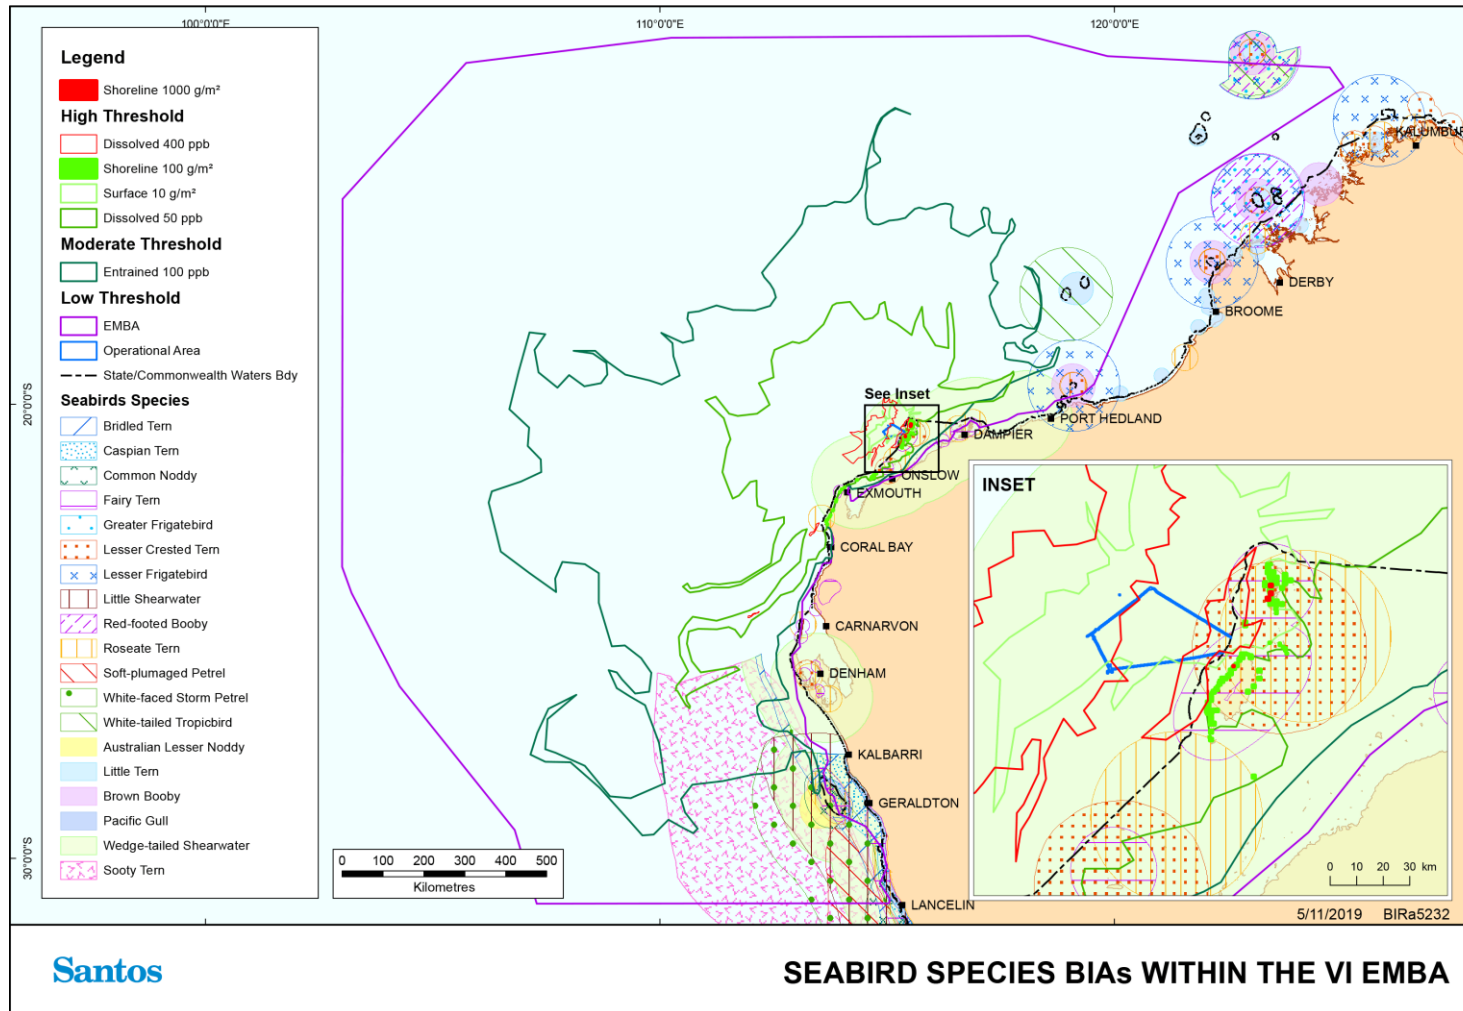 100°0'0"E
110°0'0"E
120°0'0"E
Legend
Shoreline 1000 g/m²
High Threshold
Dissolved 400 ppb
Shoreline 100 g/m²
Surface 10 g/m²
Dissolved 50 ppb
Moderate Threshold
Entrained 100 ppb
Low Threshold
EMBA
Operational Area
State/Commonwealth Waters Bdy
Seabirds Species
Bridled Tern
Caspian Tern
Common Noddy
Fairy Tern
Greater Frigatebird
Lesser Crested Tern
Lesser Frigatebird
Little Shearwater
Red-footed Booby
Roseate Tern
Soft-plumaged Petrel
White-faced Storm Petrel
White-tailed Tropicbird
Australian Lesser Noddy
Little Tern
Brown Booby
Pacific Gull
Wedge-tailed Shearwater
Sooty Tern
20°0'0"S
30°0'0"S
KALUMBUR
DERBY
BROOME
See Inset
PORT HEDLAND
DAMPIER
ONSLOW
EXMOUTH
CORAL BAY
CARNARVON
DENHAM
KALBARRI
GERALDTON
LANCELIN
0 100 200 300 400 500
Kilometres
INSET
0 10 20 30 km
5/11/2019 BIRa5232
Santos
SEABIRD SPECIES BIAs WITHIN THE VI EMBA